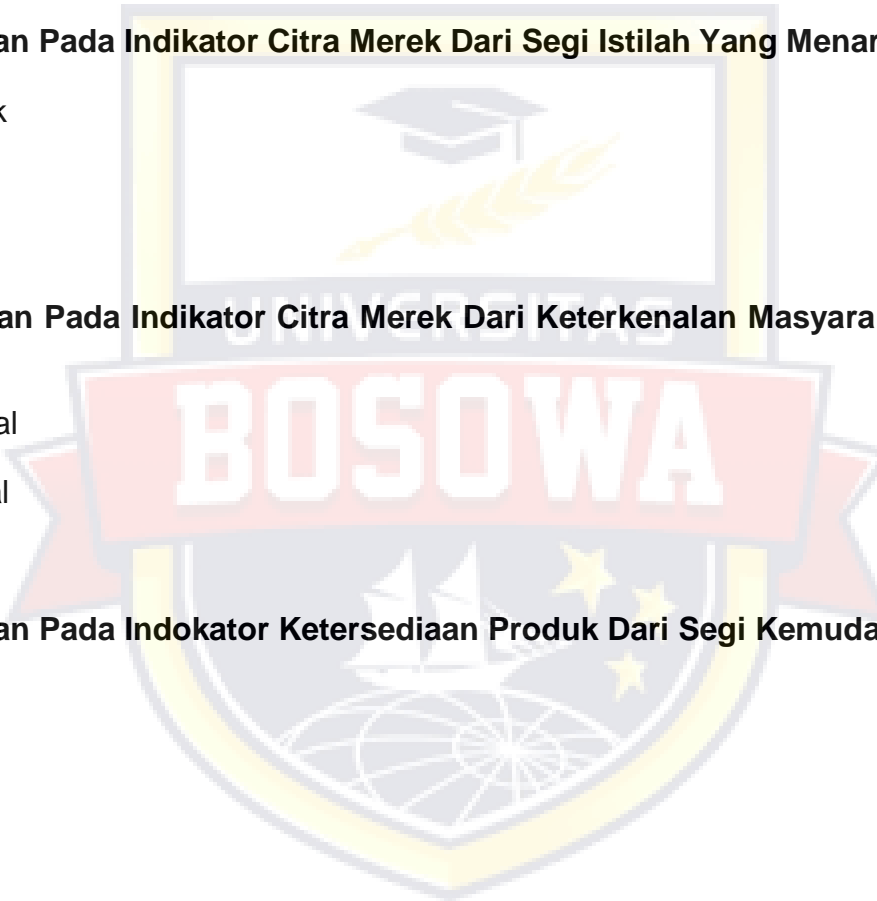 an Pada Indikator Citra Merek Dari Segi Istilah Yang Menar
k
UNIVERSITAS
an Pada Indikator Citra Merek Dari Keterkenalan Masyara
BOSOWA
al
al
an Pada Indokator Ketersediaan Produk Dari Segi Kemuda